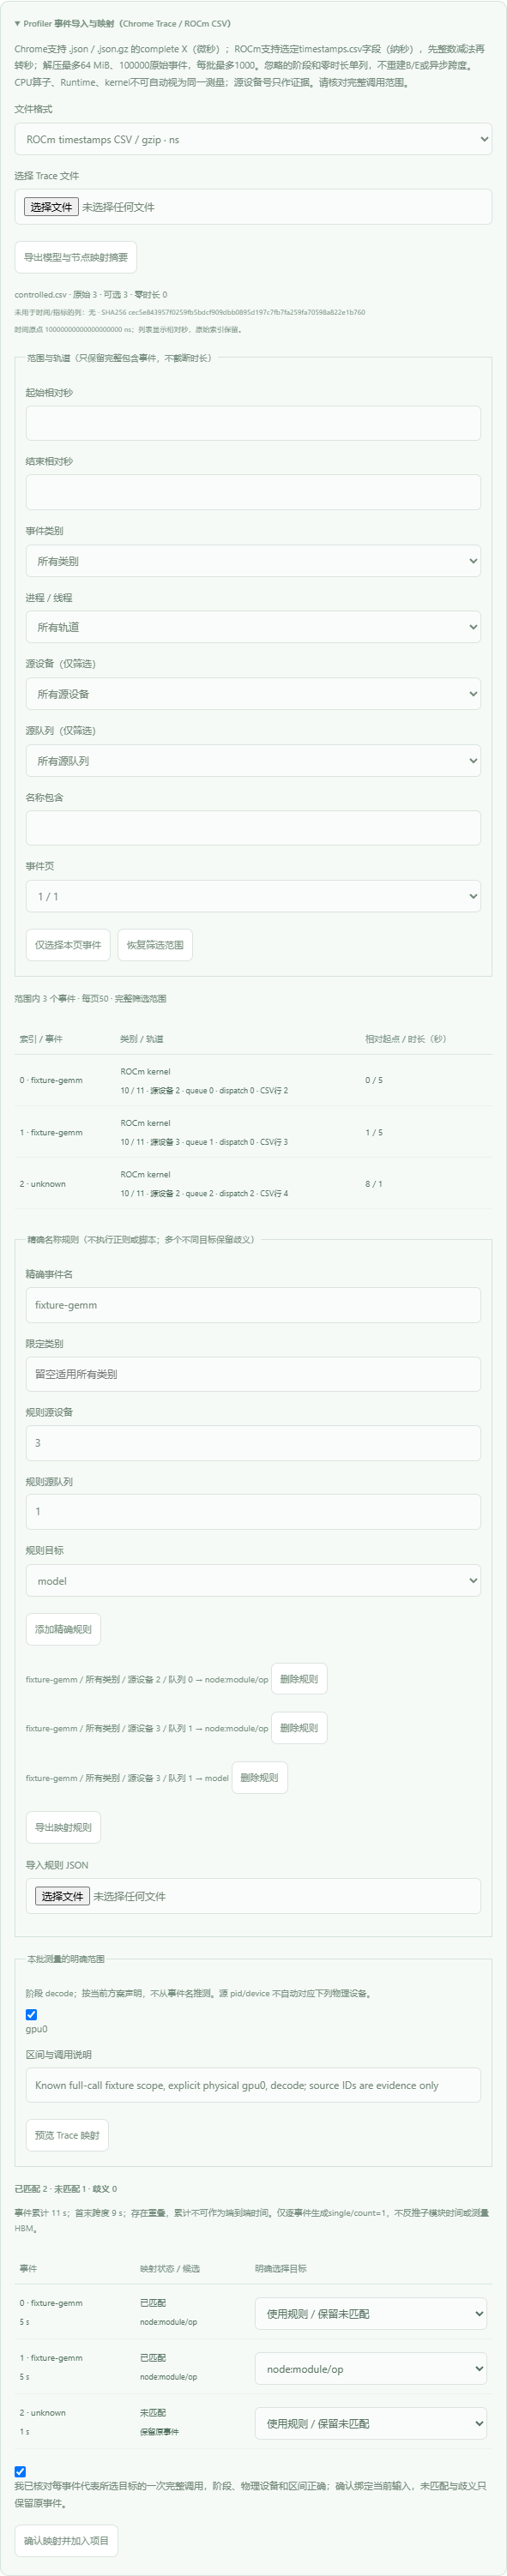 ▼ Profiler 事件导入与映射（Chrome Trace / ROCm CSV）
Chrome支持 .json / .json.gz 的complete X（微秒）；ROCm支持选定timestamps.csv字段（纳秒），先整数减法再
转秒；解压最多64 MiB、100000原始事件，每批最多1000。忽略的阶段和零时长单列，不重建B/E或异步跨度。
CPU算子、Runtime、kernel不可自动视为同一测量；源设备号只作证据。请核对完整调用范围。
文件格式
ROCm timestamps CSV / gzip · ns
选择 Trace 文件
选择文件 未选择任何文件
导出模型与节点映射摘要
controlled.csv · 原始 3 · 可选 3 · 零时长 0
未用于时间/指标的列：无 · SHA256 cec5e843957f0259fb5bdcf909dbb0895d197c7fb7fa259fa70598a822e1b760
时间原点 10000000000000000000 ns；列表显示相对秒，原始索引保留。
范围与轨道（只保留完整包含事件，不截断时长）
起始相对秒
结束相对秒
事件类别
所有类别
进程 / 线程
所有轨道
源设备（仅筛选）
所有源设备
源队列（仅筛选）
所有源队列
名称包含
事件页
1 / 1
仅选择本页事件 恢复筛选范围
范围内 3 个事件 · 每页50 · 完整筛选范围
索引 / 事件 类别 / 轨道 相对起点 / 时长（秒）
0 · fixture-gemm ROCm kernel 0 / 5
10 / 11 · 源设备 2 · queue 0 · dispatch 0 · CSV行 2
1 · fixture-gemm ROCm kernel 1 / 5
10 / 11 · 源设备 3 · queue 1 · dispatch 0 · CSV行 3
2 · unknown ROCm kernel 8 / 1
10 / 11 · 源设备 2 · queue 2 · dispatch 2 · CSV行 4
精确名称规则（不执行正则或脚本；多个不同目标保留歧义）
精确事件名
fixture-gemm
限定类别
留空适用所有类别
规则源设备
3
规则源队列
1
规则目标
model
添加精确规则
fixture-gemm / 所有类别 / 源设备 2 / 队列 0 → node:module/op 删除规则
fixture-gemm / 所有类别 / 源设备 3 / 队列 1 → node:module/op 删除规则
fixture-gemm / 所有类别 / 源设备 3 / 队列 1 → model 删除规则
导出映射规则
导入规则 JSON
选择文件 未选择任何文件
本批测量的明确范围
阶段 decode；按当前方案声明，不从事件名推测。源 pid/device 不自动对应下列物理设备。
gpu0
区间与调用说明
Known full-call fixture scope, explicit physical gpu0, decode; source IDs are evidence only
预览 Trace 映射
已匹配 2 · 未匹配 1 · 歧义 0
事件累计 11 s；首末跨度 9 s；存在重叠，累计不可作为端到端时间。仅逐事件生成single/count=1，不反推子模块时间或测量
HBM。
事件 映射状态 / 候选 明确选择目标
0 · fixture-gemm 已匹配 使用规则 / 保留未匹配
5 s node:module/op
1 · fixture-gemm 已匹配 node:module/op
5 s node:module/op
2 · unknown 未匹配 使用规则 / 保留未匹配
1 s 保留原事件
我已核对每事件代表所选目标的一次完整调用，阶段、物理设备和区间正确；确认绑定当前输入，未匹配与歧义只
保留原事件。
确认映射并加入项目